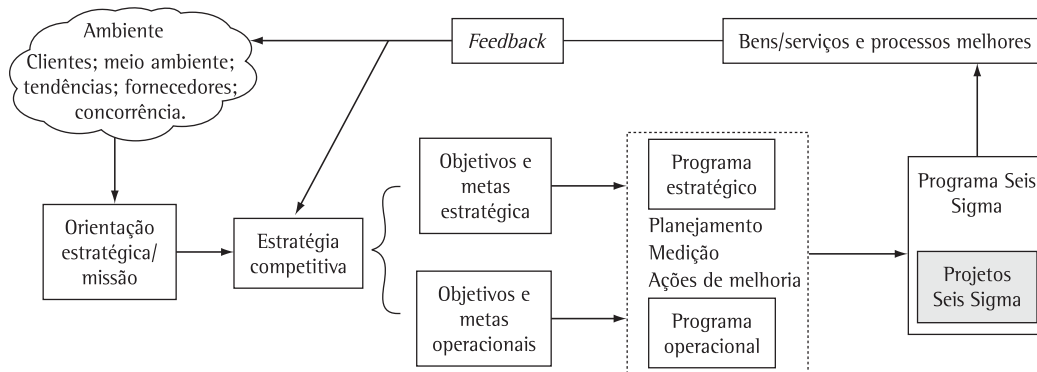 Ambiente
Clientes; meio ambiente;
tendências; fornecedores;
concorrência.
Feedback
Bens/serviços e processos melhores
Orientação
estratégica/
missão
Estratégia
competitiva
Objetivos e
metas
estratégica
Objetivos e
metas
operacionais
Programa
estratégico
Planejamento
Medição
Ações de melhoria
Programa
operacional
Programa Seis
Sigma
Projetos
Seis Sigma